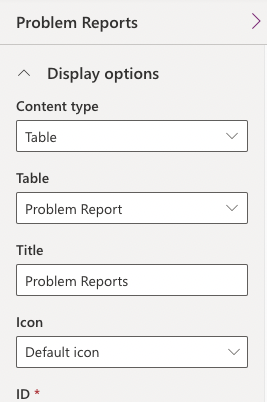 Problem Reports
Display options
Content type
Table
Table
Problem Report
Title
Problem Reports
Icon
Default icon
ID *